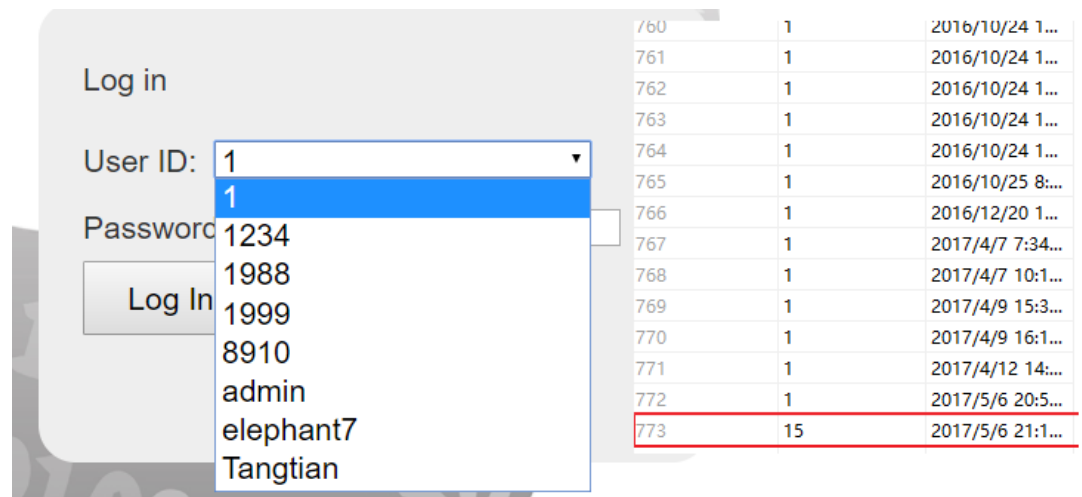 Log in
User ID: 1
1
Password
1234
1988
Log In
1999
8910
admin
elephant7
Tangtian
760 1 2016/10/24 1...
761 1 2016/10/24 1...
762 1 2016/10/24 1...
763 1 2016/10/24 1...
764 1 2016/10/24 1...
765 1 2016/10/25 8:...
766 1 2016/12/20 1...
767 1 2017/4/7 7:34...
768 1 2017/4/7 10:1...
769 1 2017/4/9 15:3...
770 1 2017/4/9 16:1...
771 1 2017/4/12 14:...
772 1 2017/5/6 20:5...
773 15 2017/5/6 21:1...